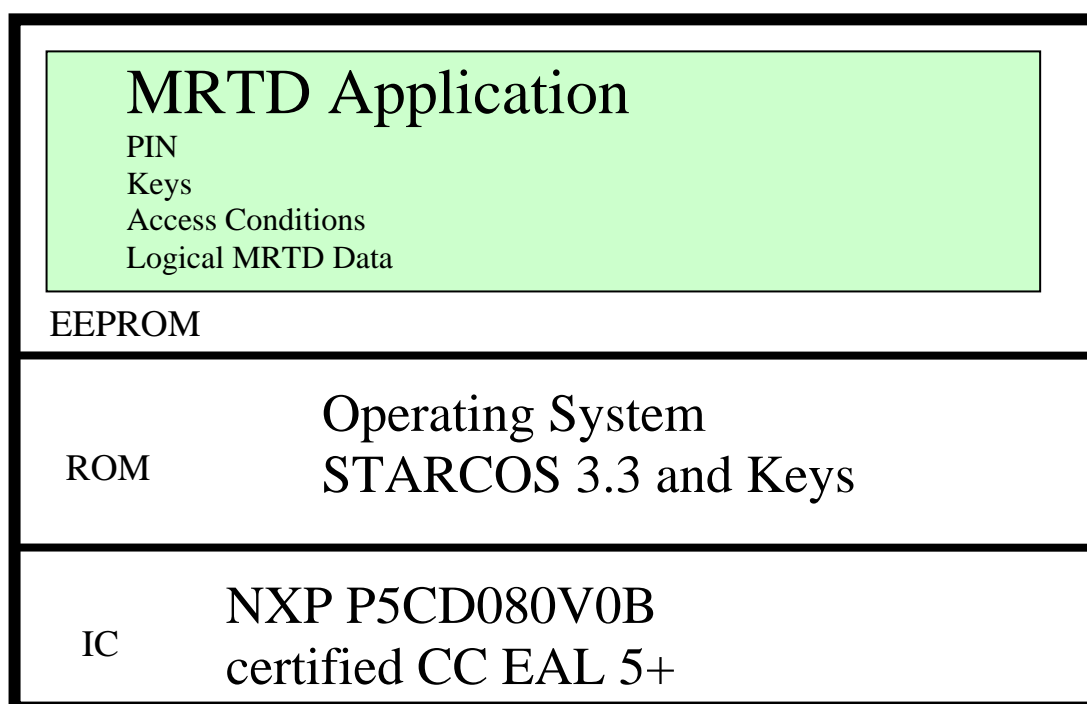 MRTD Application
PIN
Keys
Access Conditions
Logical MRTD Data
EEPROM
Operating System
ROM
STARCOS 3.3 and Keys
NXP P5CD080V0B
IC
certified CC EAL 5+